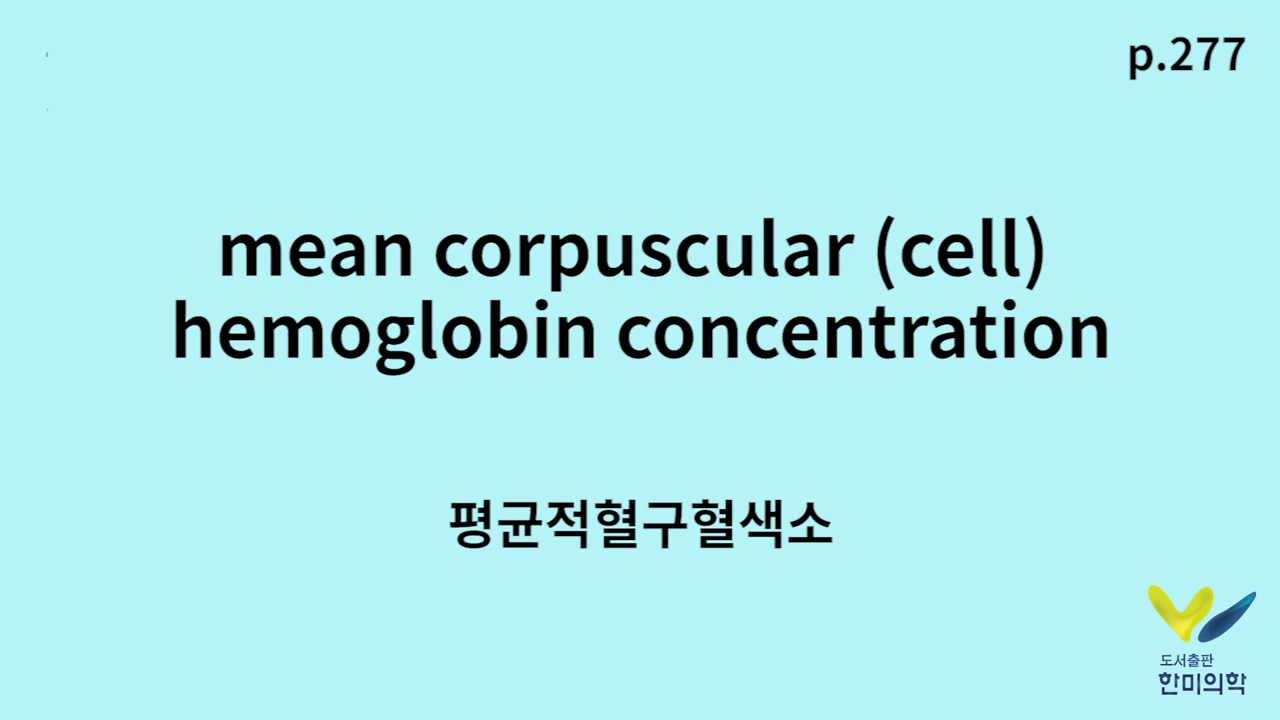 p.277
mean corpuscular (cell)
hemoglobin concentration
평균적혈구혈색소
도서출판
한미의학